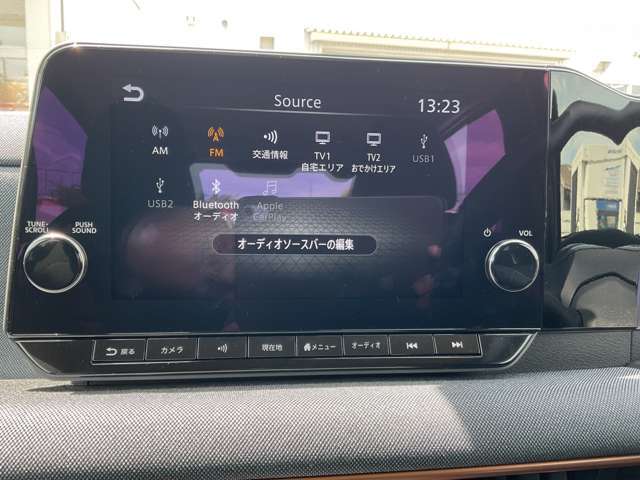 Source
13:23
AM
FM
交通情報
TV1
自宅エリア
TV2
おでかけエリア
USB1
USB2
Bluetooth
オーディオ
Apple
CarPlay
オーディオソースバーの編集
TUNE・
SCROLL
PUSH
SOUND
VOL
戻る
カメラ
現在地
メニュー
オーディオ